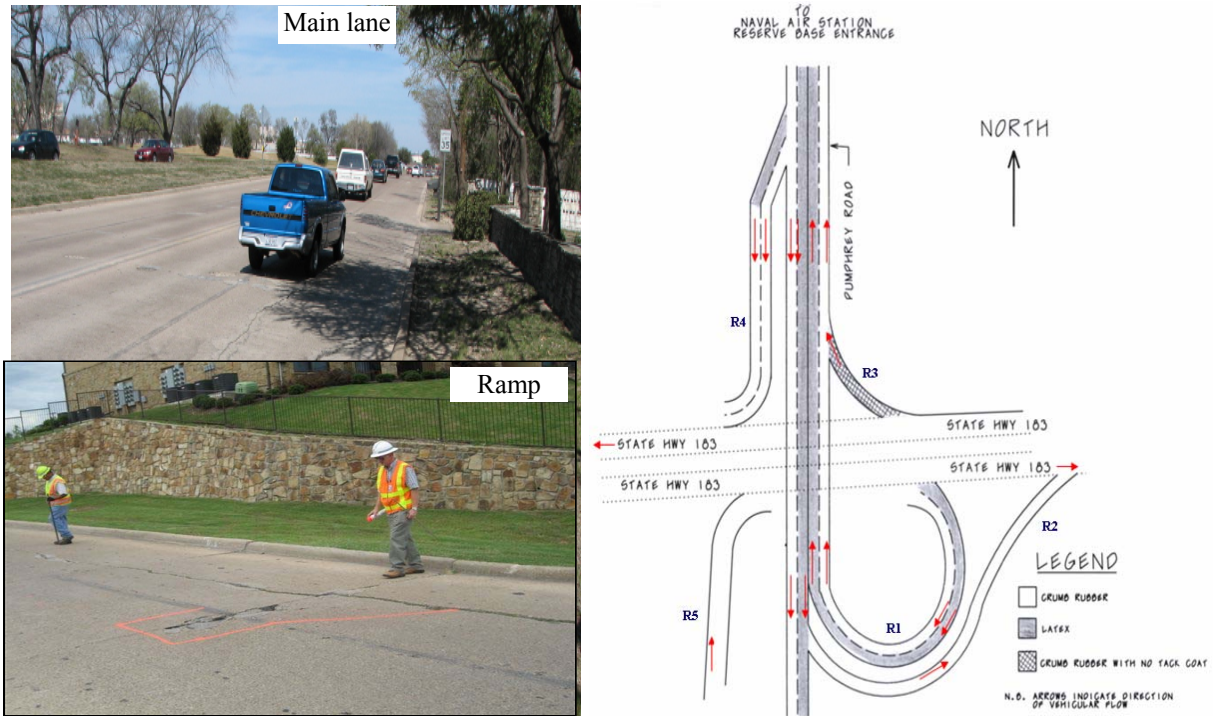 Main lane
CHEVROLET
35
Ramp
TO
NAVAL AIR STATION
RESERVE BASE ENTRANCE
NORTH
PUMPHREY ROAD
R4
R3
STATE HWY 183
STATE HWY 183
STATE HWY 183
STATE HWY 183
R2
R5
R1
LEGEND
CRUMB RUBBER
LATEX
CRUMB RUBBER WITH NO TACK COAT
N.B. ARROWS INDICATE DIRECTION
OF VEHICULAR FLOW